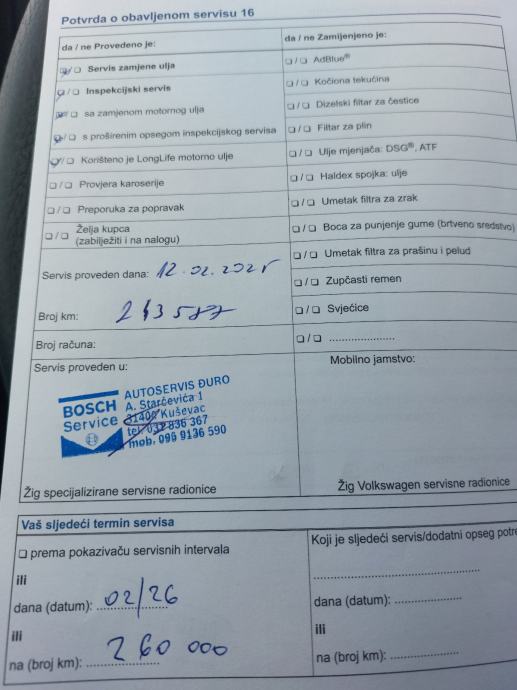 Potvrda o obavljenom servisu 16
da / ne Provedeno je:
❑/❑ Servis zamjene ulja
❑/❑ Inspekcijski servis
❑/❑ sa zamjenom motornog ulja
❑/❑ s proširenim opsegom inspekcijskog servisa
❑/❑ Korišteno je LongLife motorno ulje
❑/❑ Provjera karoserije
❑/❑ Preporuka za popravak
❑/❑ Želja kupca
(zabilježiti i na nalogu)
da / ne Zamijenjeno je:
❑/❑ AdBlue®
❑/❑ Kočiona tekućina
❑/❑ Dizelski filtar za čestice
❑/❑ Filtar za plin
❑/❑ Ulje mjenjača: DSG®, ATF
❑/❑ Haldex spojka: ulje
❑/❑ Umetak filtra za zrak
❑/❑ Boca za punjenje gume (brtveno sredstvo)
❑/❑ Umetak filtra za prašinu i pelud
❑/❑ Zupčasti remen
❑/❑ Svjećice
❑/❑ .....................
Servis proveden dana: 12.02.2025
Broj km:
Broj računa:
Servis proveden u:
BOSCH
Service
AUTOSERVIS ĐURO
A. Starčevića 1
31400 Kuševac
tel. 032 836 367
mob. 099 9136 590
Žig specijalizirane servisne radionice
Mobilno jamstvo:
Žig Volkswagen servisne radionice
Vaš sljedeći termin servisa
❑ prema pokazivaču servisnih intervala
ili
dana (datum): 02/26
ili
na (broj km): 260 000
Koji je sljedeći servis/dodatni opseg
dana (datum): ....................
ili
na (broj km): ....................